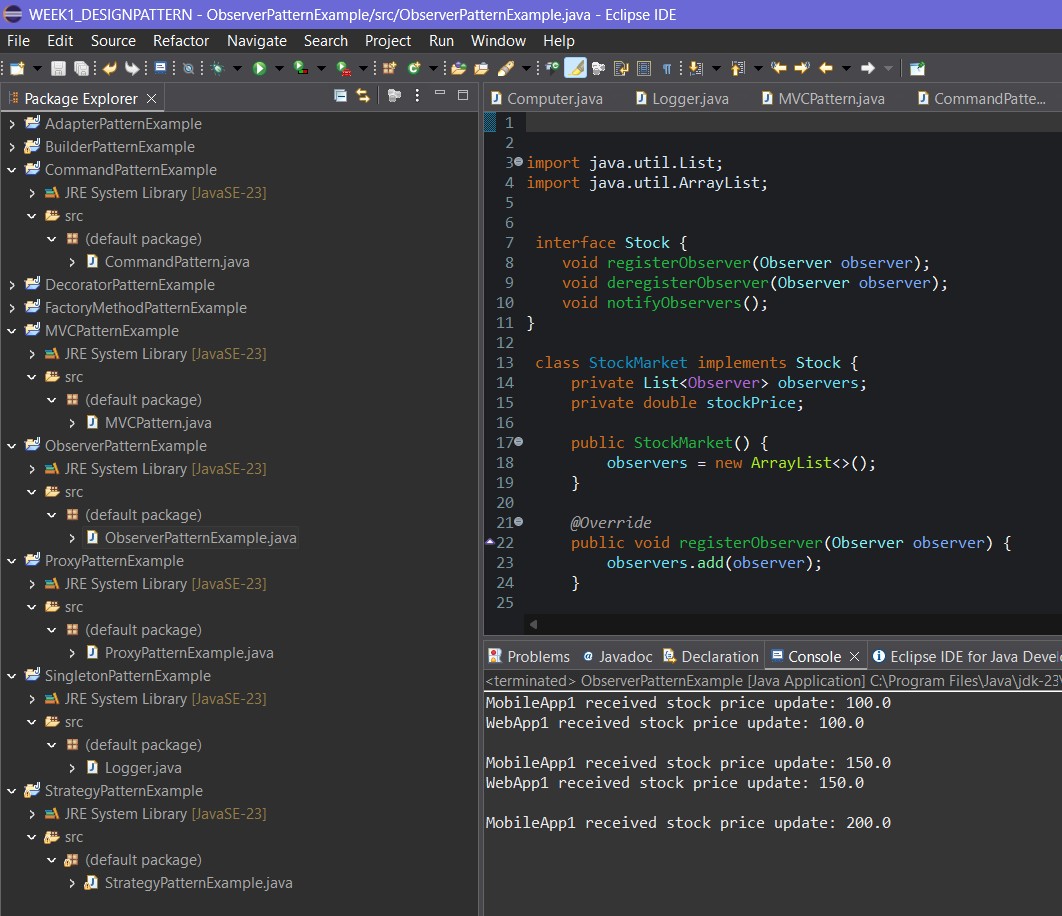 WEEK1_DESIGNPATTERN - ObserverPatternExample/src/ObserverPatternExample.java - Eclipse IDE
File Edit Source Refactor Navigate Search Project Run Window Help
Package Explorer
AdapterPatternExample
BuilderPatternExample
CommandPatternExample
JRE System Library [JavaSE-23]
src
(default package)
CommandPattern.java
DecoratorPatternExample
FactoryMethodPatternExample
MVCPatternExample
JRE System Library [JavaSE-23]
src
(default package)
MVCPattern.java
ObserverPatternExample
JRE System Library [JavaSE-23]
src
(default package)
ObserverPatternExample.java
ProxyPatternExample
JRE System Library [JavaSE-23]
src
(default package)
ProxyPatternExample.java
SingletonPatternExample
JRE System Library [JavaSE-23]
src
(default package)
Logger.java
StrategyPatternExample
JRE System Library [JavaSE-23]
src
(default package)
StrategyPatternExample.java
Computer.java Logger.java MVCPattern.java CommandPatte...
1
2
3 import java.util.List;
4 import java.util.ArrayList;
5
6
7 interface Stock {
8 void registerObserver(Observer observer);
9 void deregisterObserver(Observer observer);
10 void notifyObservers();
11 }
12
13 class StockMarket implements Stock {
14 private List<Observer> observers;
15 private double stockPrice;
16
17 public StockMarket() {
18 observers = new ArrayList<>();
19 }
20
21 @Override
22 public void registerObserver(Observer observer) {
23 observers.add(observer);
24 }
25
Problems Javadoc Declaration Console Eclipse IDE for Java Develo
<terminated> ObserverPatternExample [Java Application] C:\Program Files\Java\jdk-23\
MobileApp1 received stock price update: 100.0
WebApp1 received stock price update: 100.0
MobileApp1 received stock price update: 150.0
WebApp1 received stock price update: 150.0
MobileApp1 received stock price update: 200.0